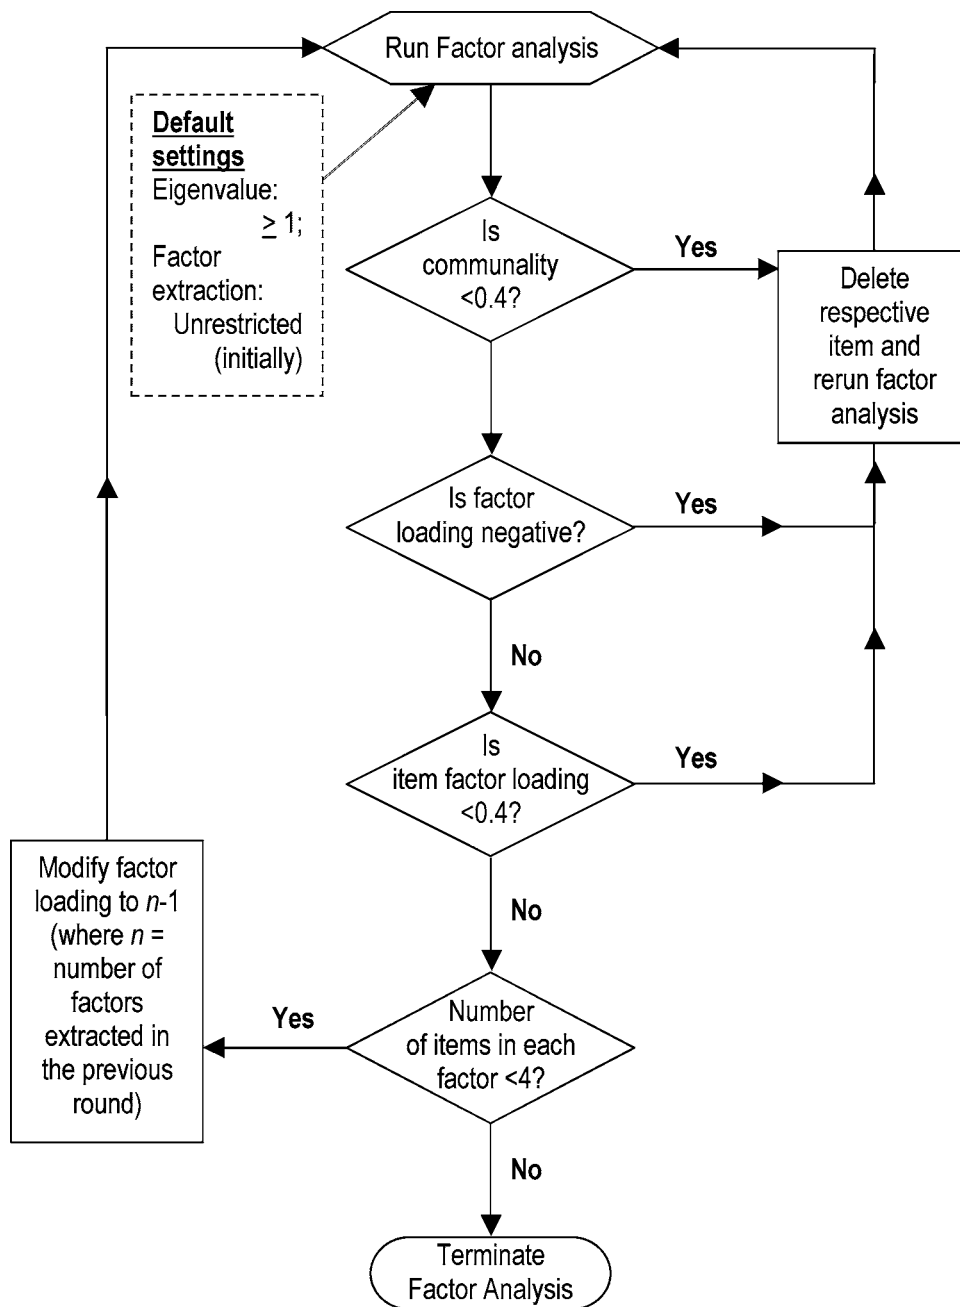 Run Factor analysis
Default
settings
Eigenvalue:
≥ 1;
Factor
extraction:
Unrestricted
(initially)
Is
communality
<0.4?
Yes
Delete
respective
item and
rerun factor
analysis
Is factor
loading negative?
Yes
No
Is
item factor loading
<0.4?
Yes
No
Modify factor
loading to n-1
(where n =
number of
factors
extracted in
the previous
round)
Yes
Number
of items in each
factor <4?
No
Terminate
Factor Analysis